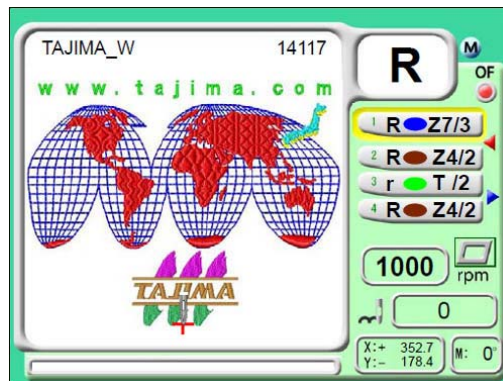 TAJIMA_W 14117
www.tajima.com
TAJIMA
R
M
OF
1 R Z7/3
2 R Z4/2
3 r T /2
4 R Z4/2
1000 rpm
0
X:+ 352.7
Y:- 178.4
M: 0°